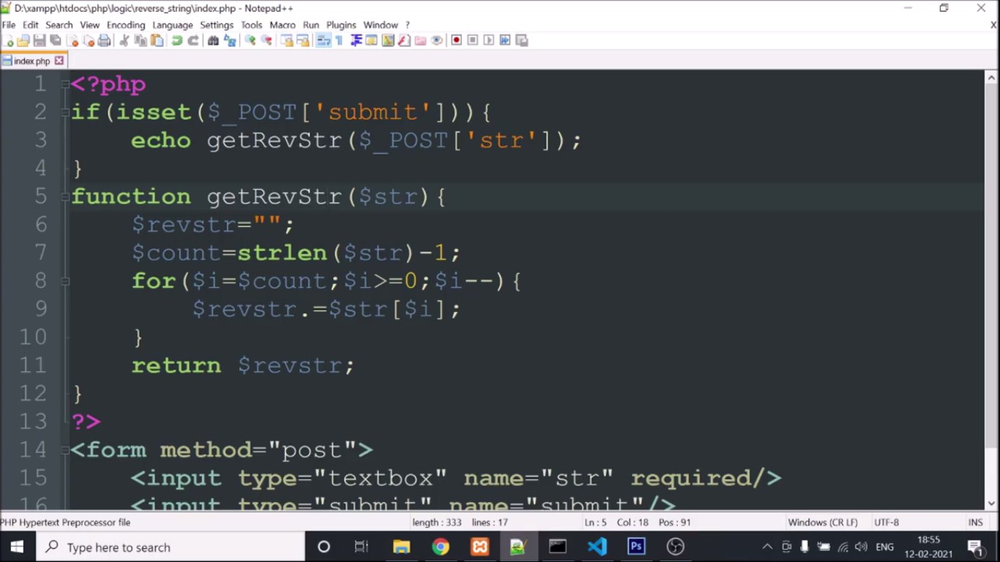 D:\xampp\htdocs\php\logic\reverse_string\index.php - Notepad++
File Edit Search View Encoding Language Settings Tools Macro Run Plugins Window ? X
index.php
1 <?php
2 if(isset($_POST['submit'])){
3 echo getRevStr($_POST['str']);
4 }
5 function getRevStr($str){
6 $revstr="";
7 $count=strlen($str)-1;
8 for($i=$count;$i>=0;$i--){
9 $revstr.=$str[$i];
10 }
11 return $revstr;
12 }
13 ?>
14 <form method="post">
15 <input type="textbox" name="str" required/>
16 <input type="submit" name="submit"/>
PHP Hypertext Preprocessor file length : 333 lines : 17 Ln : 5 Col : 18 Pos : 91 Windows (CR LF) UTF-8 INS
Type here to search Ps ENG 18:55
12-02-2021 1